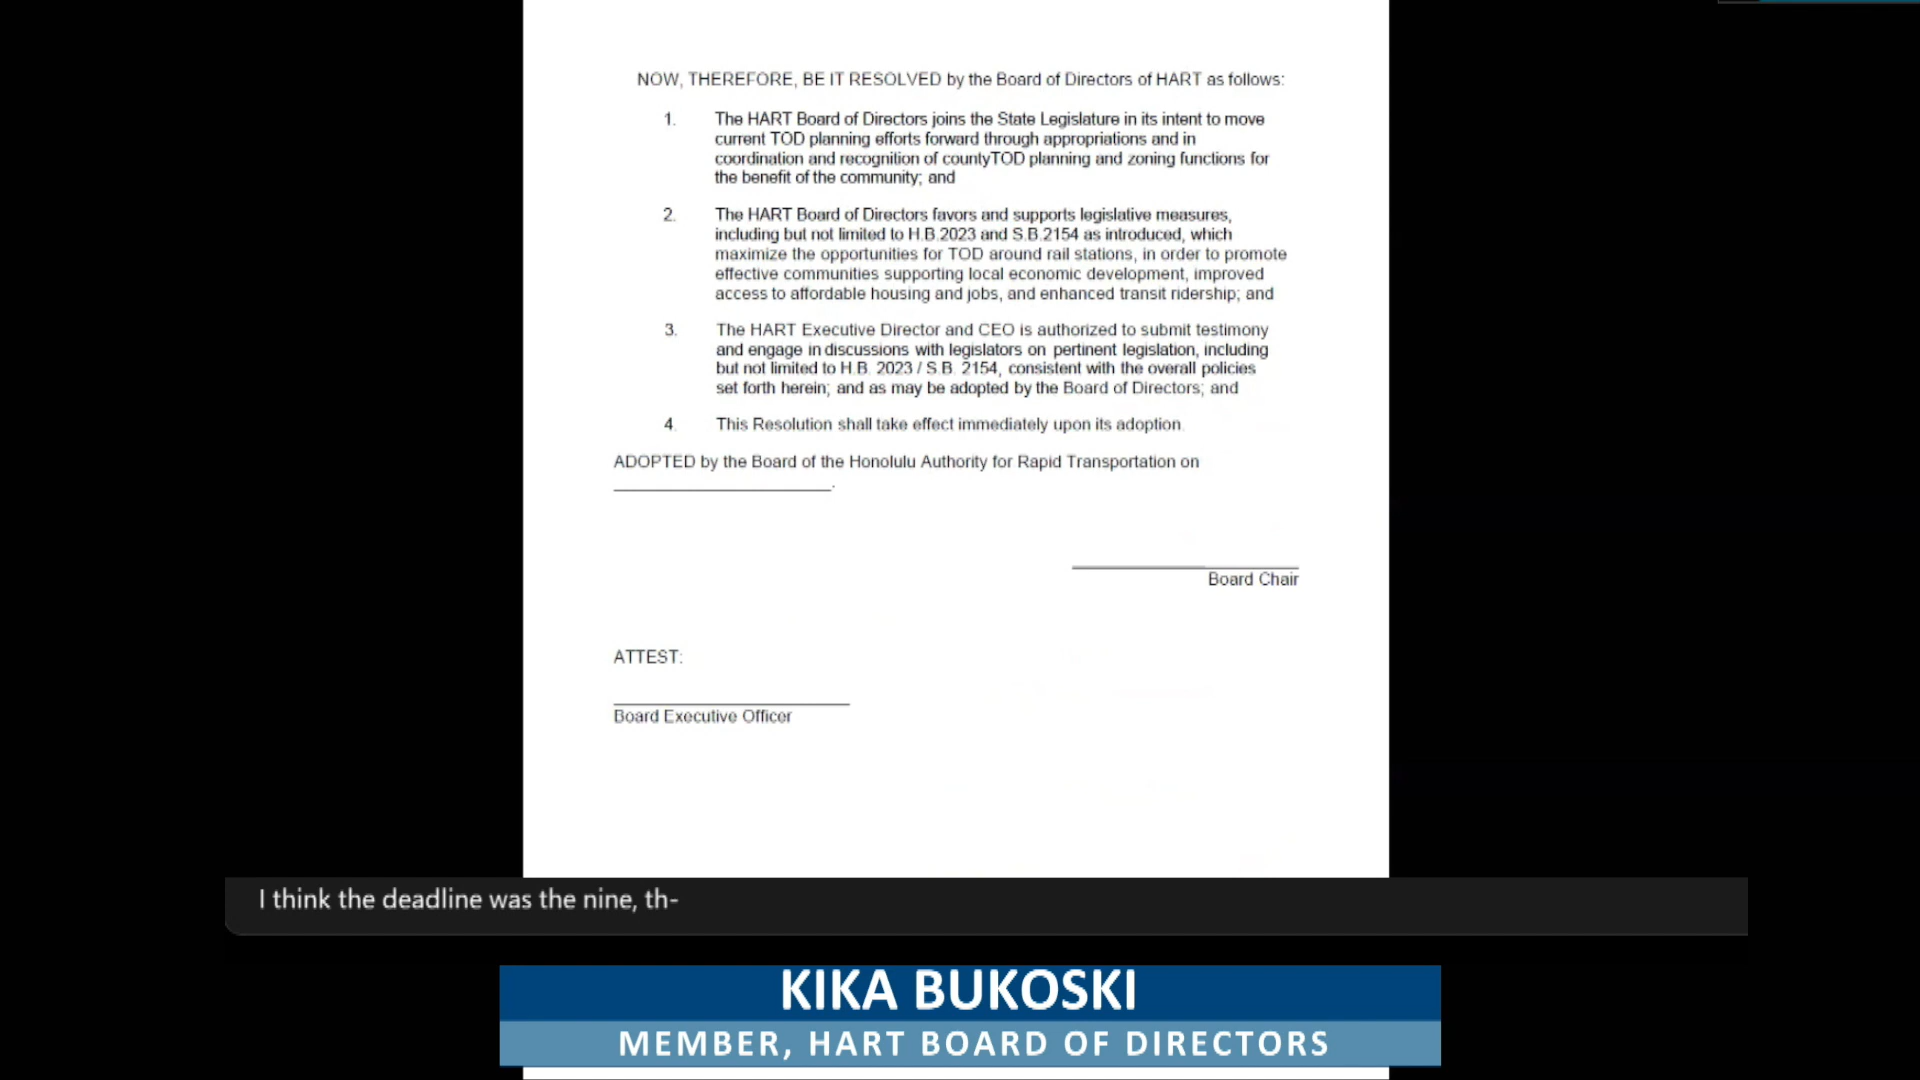 NOW, THEREFORE, BE IT RESOLVED by the Board of Directors of HART as follows:
1. The HART Board of Directors joins the State Legislature in its intent to move
current TOD planning efforts forward through appropriations and in
coordination and recognition of countyTOD planning and zoning functions for
the benefit of the community; and
2. The HART Board of Directors favors and supports legislative measures,
including but not limited to H.B.2023 and S.B.2154 as introduced, which
maximize the opportunities for TOD around rail stations, in order to promote
effective communities supporting local economic development, improved
access to affordable housing and jobs, and enhanced transit ridership; and
3. The HART Executive Director and CEO is authorized to submit testimony
and engage in discussions with legislators on pertinent legislation, including
but not limited to H.B. 2023 / S.B. 2154, consistent with the overall policies
set forth herein; and as may be adopted by the Board of Directors; and
4. This Resolution shall take effect immediately upon its adoption.
ADOPTED by the Board of the Honolulu Authority for Rapid Transportation on
____________________.
Board Chair
ATTEST:
Board Executive Officer
I think the deadline was the nine, th-
KIKA BUKOSKI
MEMBER, HART BOARD OF DIRECTORS